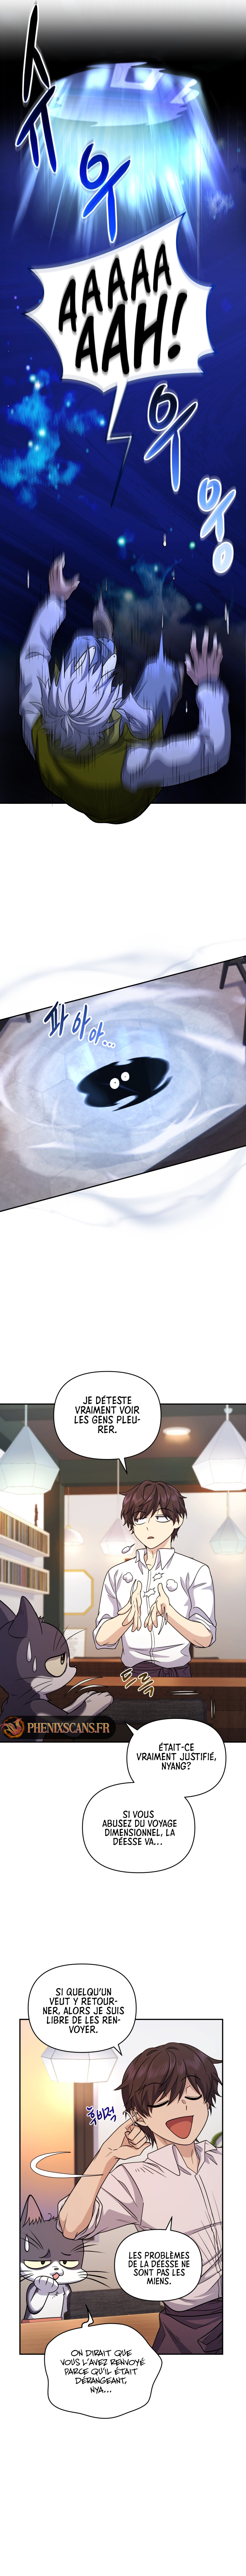 슈
우
AAAAA
AAH!
우
우
파아아...
JE DÉTESTE
VRAIMENT VOIR
LES GENS PLEU-
RER.
PHENIXSCANS.FR
ÉTAIT-CE
VRAIMENT JUSTIFIÉ,
NYANG?
SI VOUS
ABUSEZ DU VOYAGE
DIMENSIONNEL, LA
DÉESSE VA...
SI QUELQU'UN
VEUT Y RETOUR-
NER, ALORS JE SUIS
LIBRE DE LES REN-
VOYER.
LES PROBLÈMES
DE LA DÉESSE NE
SONT PAS LES
MIENS.
ON DIRAIT QUE
VOUS L'AVEZ RENVOYÉ
PARCE QU'IL ÉTAIT
DÉRANGEANT,
NYA...